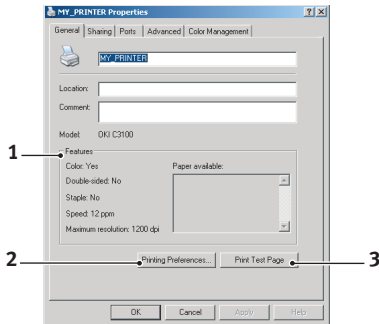 MY_PRINTER Properties
General Sharing Ports Advanced Color Management
MY_PRINTER
Location:
Comment:
Model: OKI C3100
1
Features
Color: Yes Paper available:
Double-sided: No
Staple: No
Speed: 12 ppm
Maximum resolution: 1200 dpi
2 Printing Preferences... Print Test Page 3
OK Cancel Apply Help